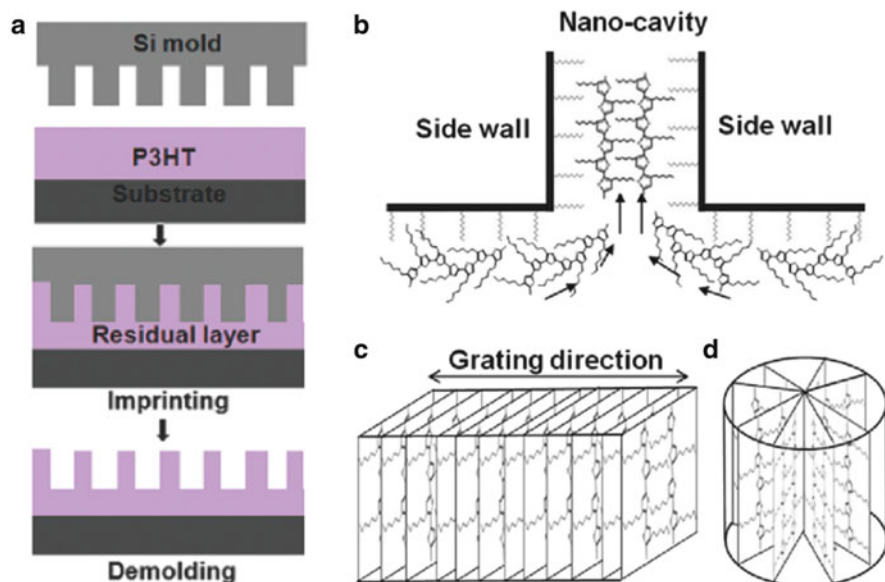 a
Si mold
P3HT
Substrate
Residual layer
Imprinting
Demolding
b
Nano-cavity
Side wall
Side wall
c
Grating direction
d